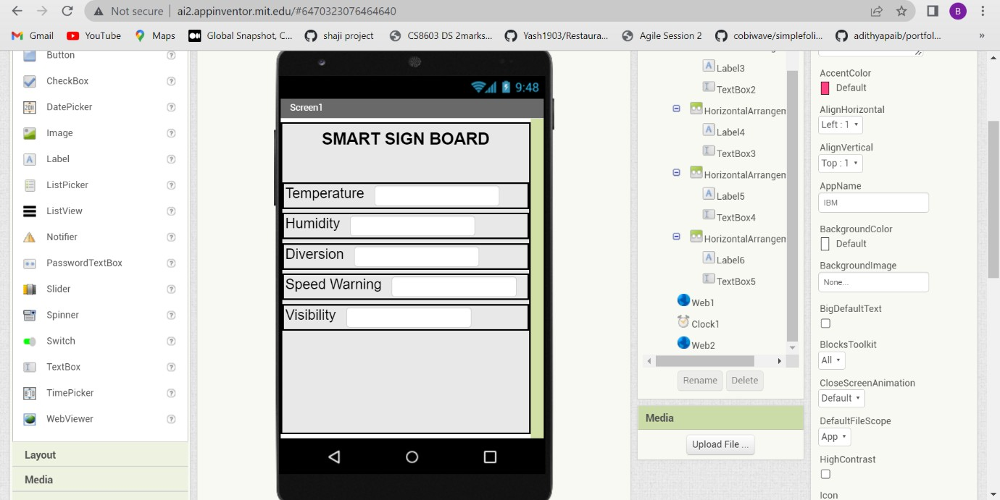 Not secure
ai2.appinventor.mit.edu/#6470323076464640
B
Gmail
YouTube
Maps
Global Snapshot, C...
shaji project
CS8603 DS 2marks...
Yash1903/Restaura...
Agile Session 2
cobiwave/simplefoli...
adithyapaib/portfol...
»
Button
CheckBox
DatePicker
Image
Label
ListPicker
ListView
Notifier
PasswordTextBox
Slider
Spinner
Switch
TextBox
TimePicker
WebViewer
Layout
Media
9:48
Screen1
SMART SIGN BOARD
Temperature
Humidity
Diversion
Speed Warning
Visibility
Label3
TextBox2
HorizontalArrangem
Label4
TextBox3
HorizontalArrangem
Label5
TextBox4
HorizontalArrangem
Label6
TextBox5
Web1
Clock1
Web2
Rename
Delete
Media
Upload File ...
AccentColor
Default
AlignHorizontal
Left : 1
AlignVertical
Top : 1
AppName
IBM
BackgroundColor
Default
BackgroundImage
None...
BigDefaultText
BlocksToolkit
All
CloseScreenAnimation
Default
DefaultFileScope
App
HighContrast
Icon